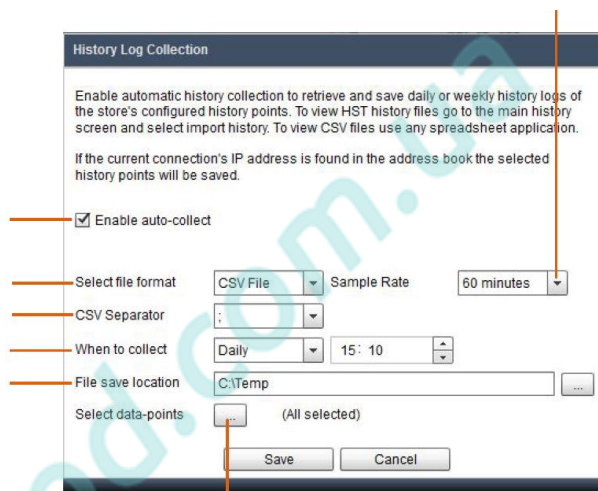 History Log Collection
Enable automatic history collection to retrieve and save daily or weekly history logs of
the store's configured history points. To view HST history files go to the main history
screen and select import history. To view CSV files use any spreadsheet application.
If the current connection's IP address is found in the address book the selected
history points will be saved.
Enable auto-collect
Select file format CSV File Sample Rate 60 minutes
CSV Separator ;
When to collect Daily 15: 10
File save location C:\Temp ...
Select data-points ... (All selected)
Save Cancel
od.com.ua